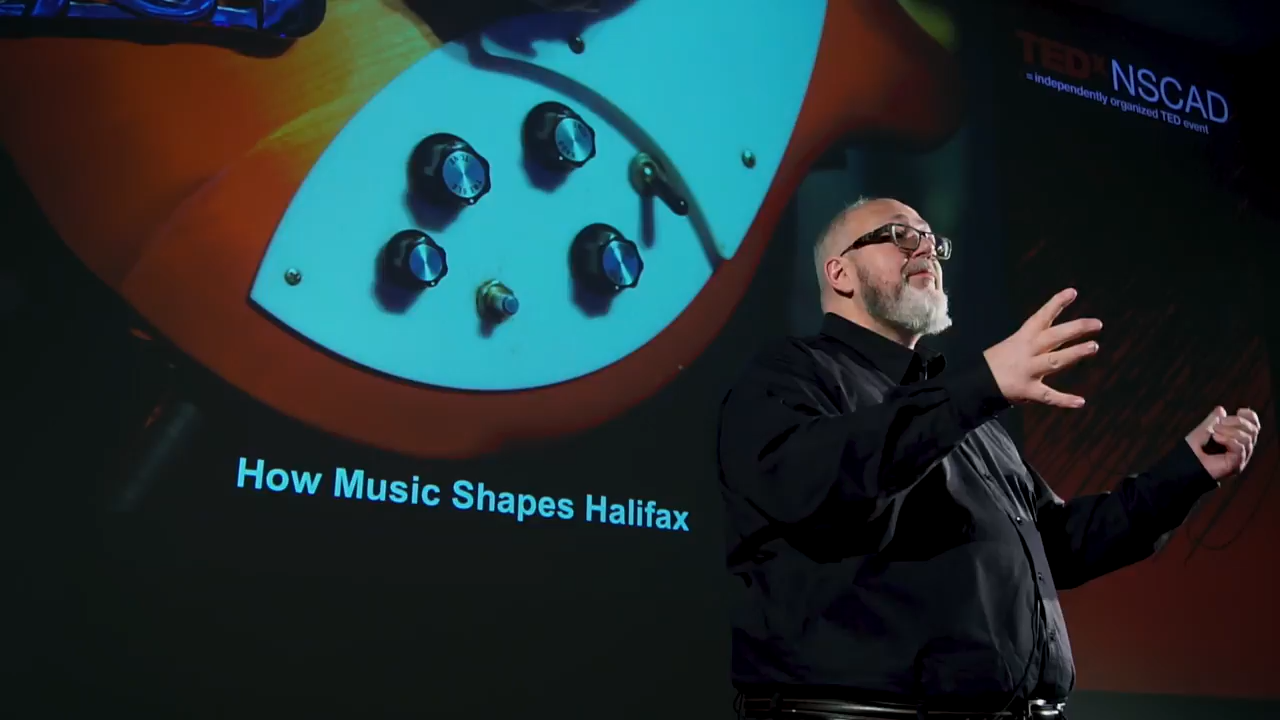 TEDx NSCAD
= independently organized TED event
How Music Shapes Halifax